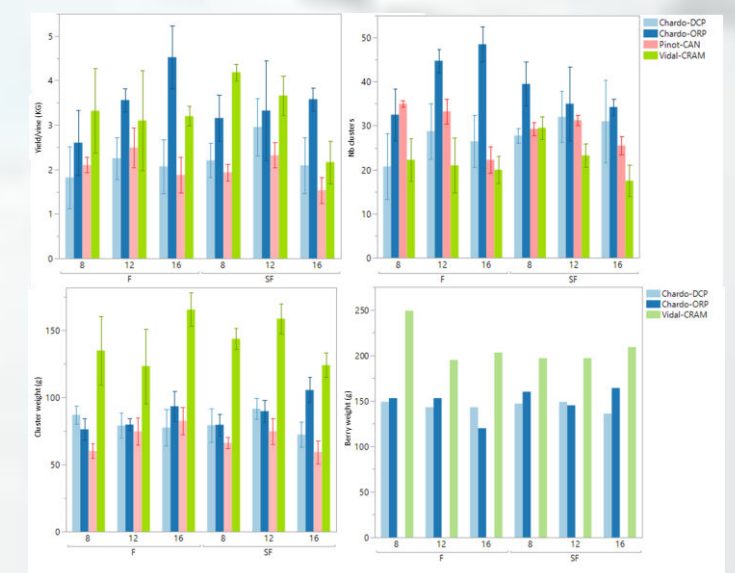 Chardo-DCP
Chardo-ORP
Pinot-CAN
Vidal-CRAM
Yield/vine (KG)
5
4
3
2
1
0
8 12 16 8 12 16
F SF
Nb clusters
50
40
30
20
10
0
8 12 16 8 12 16
F SF
Cluster weight (g)
150
100
50
0
8 12 16 8 12 16
F SF
Chardo-DCP
Chardo-ORP
Vidal-CRAM
Berry weight (g)
250
200
150
100
50
0
8 12 16 8 12 16
F SF